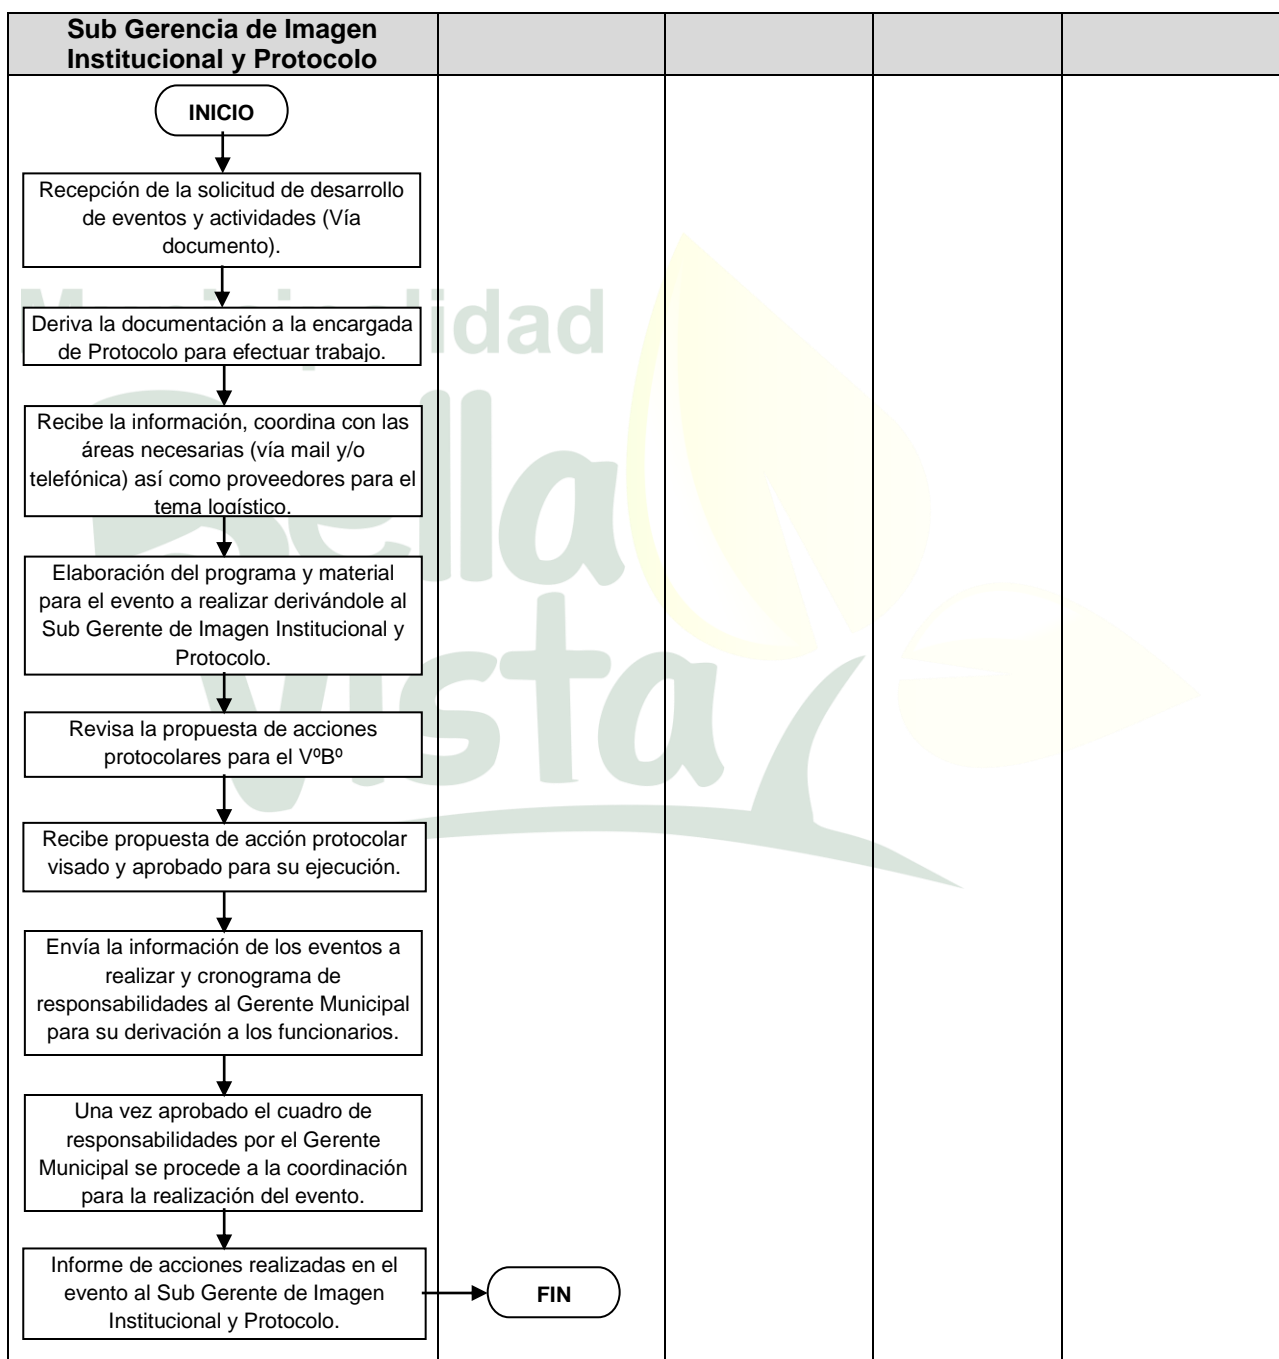 Sub Gerencia de Imagen
Institucional y Protocolo
INICIO
Recepción de la solicitud de desarrollo
de eventos y actividades (Vía
documento).
Deriva la documentación a la encargada
de Protocolo para efectuar trabajo.
Recibe la información, coordina con las
áreas necesarias (vía mail y/o
telefónica) así como proveedores para el
tema logístico.
Elaboración del programa y material
para el evento a realizar derivándole al
Sub Gerente de Imagen Institucional y
Protocolo.
Revisa la propuesta de acciones
protocolares para el VºBº
Recibe propuesta de acción protocolar
visado y aprobado para su ejecución.
Envía la información de los eventos a
realizar y cronograma de
responsabilidades al Gerente Municipal
para su derivación a los funcionarios.
Una vez aprobado el cuadro de
responsabilidades por el Gerente
Municipal se procede a la coordinación
para la realización del evento.
Informe de acciones realizadas en el
evento al Sub Gerente de Imagen
Institucional y Protocolo.
FIN
Municipalidad
Bella
Vista